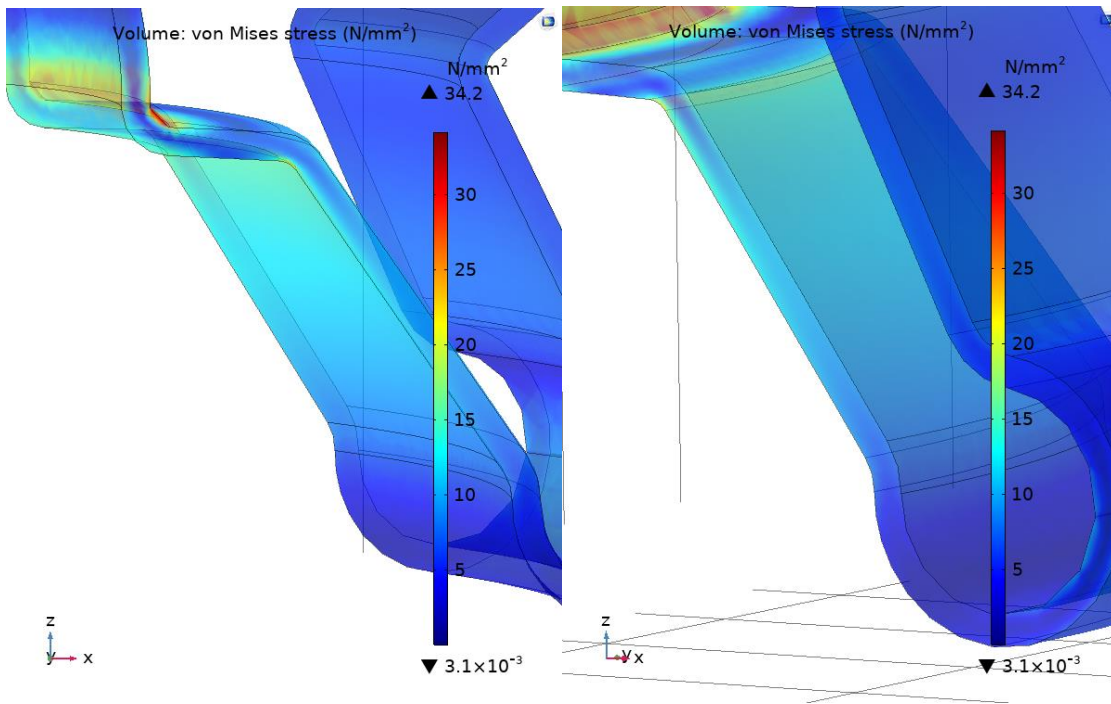 Volume: von Mises stress (N/mm²)
N/mm²
▲ 34.2
30
25
20
15
10
5
z
y x
▼ 3.1×10⁻³
Volume: von Mises stress (N/mm²)
N/mm²
▲ 34.2
30
25
20
15
10
5
z
y x
▼ 3.1×10⁻³